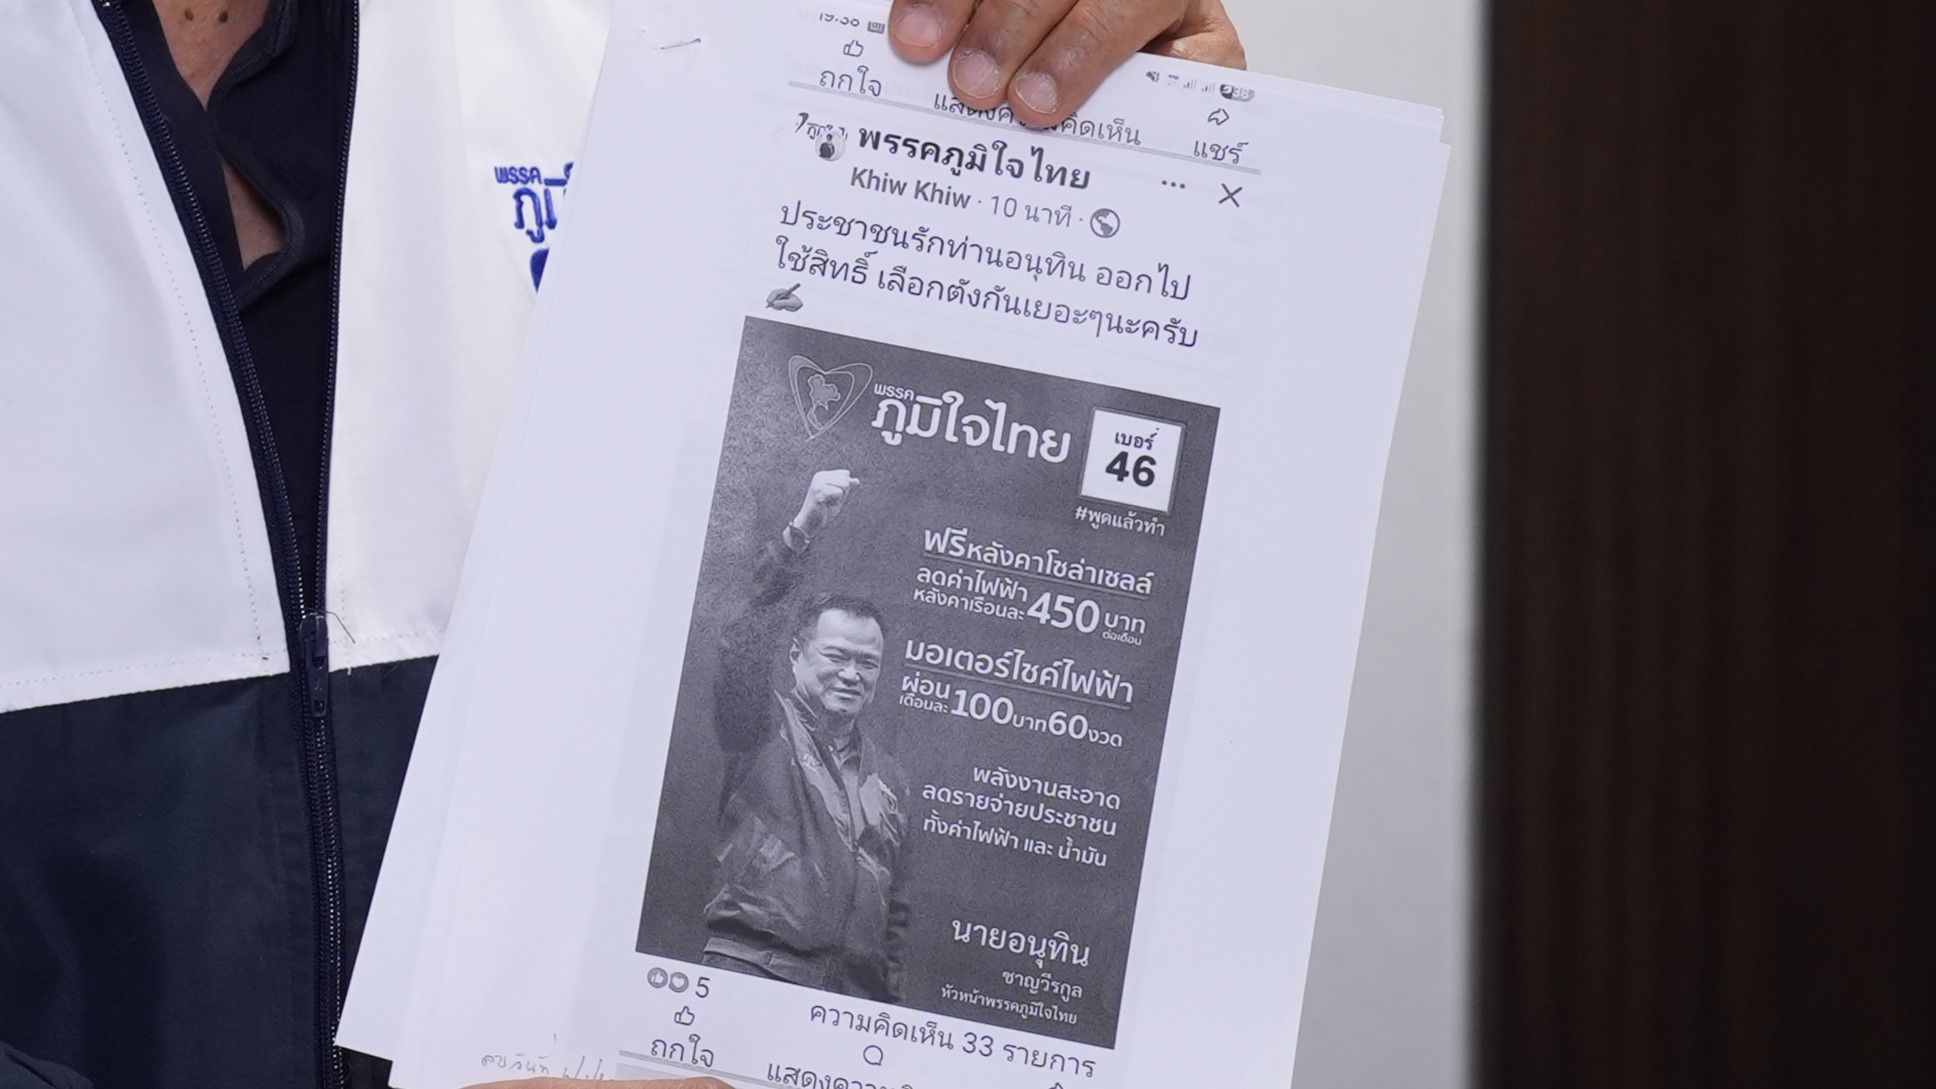 พรรค
19:38
38
ถูกใจ
แสดงความคิดเห็น
แชร์
พรรคภูมิใจไทย
Khiw Khiw · 10 นาที ·
ประชาชนรักท่านอนุทิน ออกไป
ใช้สิทธิ์ เลือกตังกันเยอะๆนะครับ
พรรค
ภูมิใจไทย
เบอร์
46
#พูดแล้วทำ
ฟรีหลังคาโซล่าเซลล์
ลดค่าไฟฟ้า
หลังคาเรือนละ 450 บาท
ต่อเดือน
มอเตอร์ไซค์ไฟฟ้า
ผ่อน
เดือนละ 100 บาท 60 งวด
พลังงานสะอาด
ลดรายจ่ายประชาชน
ทั้งค่าไฟฟ้า และ น้ำมัน
นายอนุทิน
ชาญวีรกูล
หัวหน้าพรรคภูมิใจไทย
5
ความคิดเห็น 33 รายการ
ถูกใจ